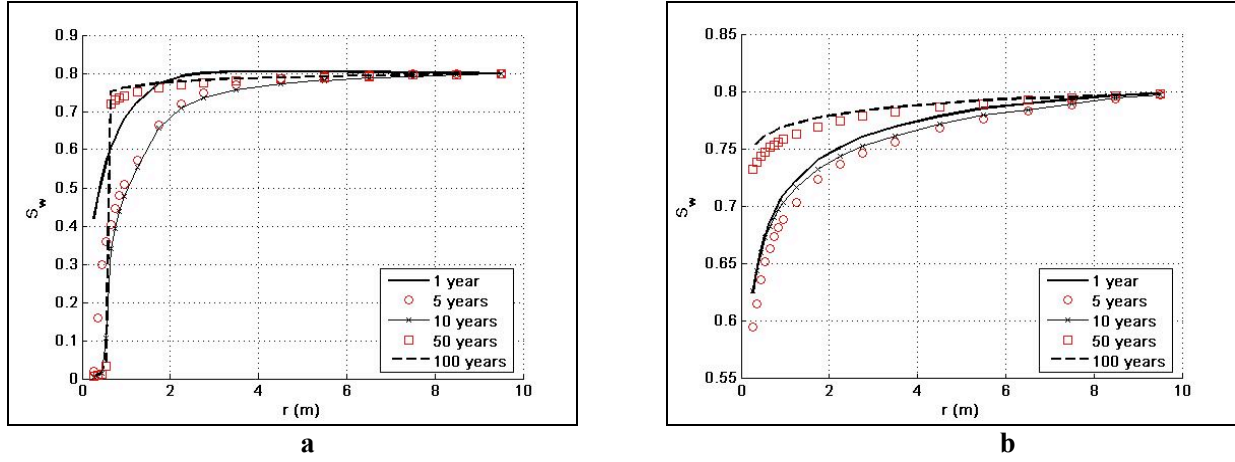 0.9
0.8
0.7
0.6
0.5
0.4
0.3
0.2
0.1
0
S_w
0 2 4 6 8 10
r (m)
1 year
5 years
10 years
50 years
100 years
a
0.85
0.8
0.75
0.7
0.65
0.6
0.55
S_w
0 2 4 6 8 10
r (m)
1 year
5 years
10 years
50 years
100 years
b